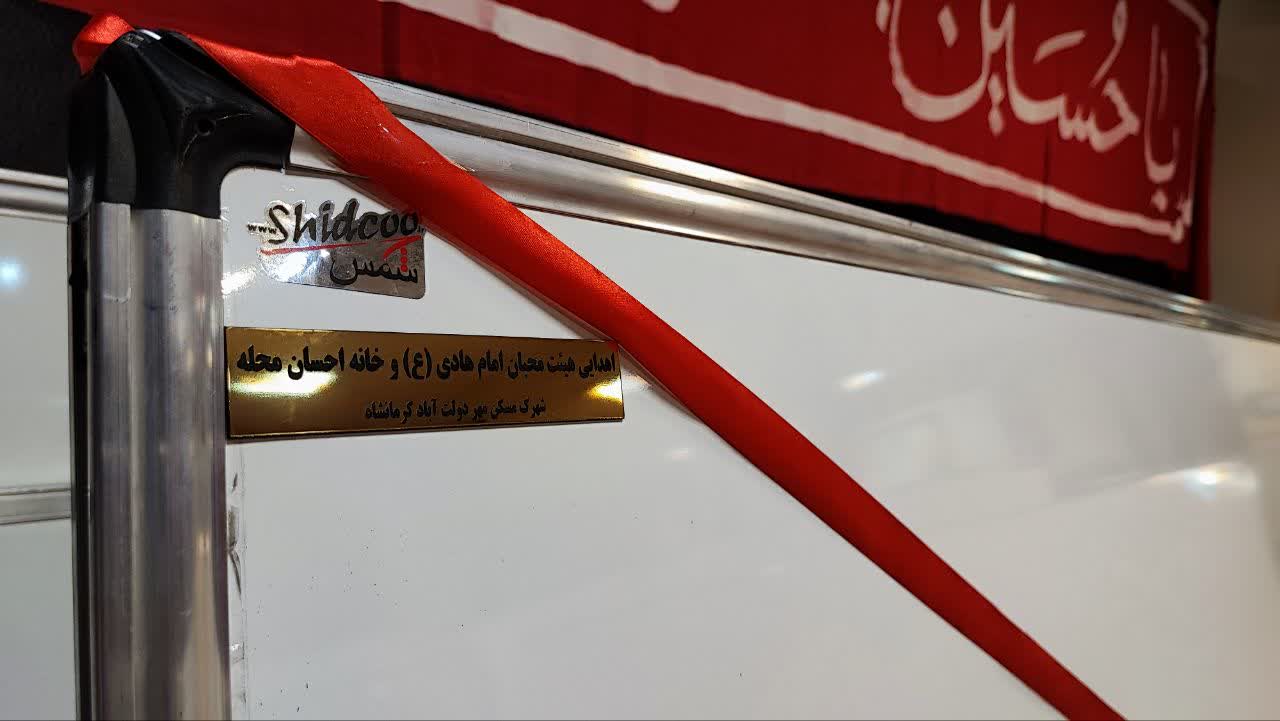 یا حسین
www.Shidcoo
شمس
اهدایی هیئت محبان امام هادی (ع) و خانه احسان محله
شهرک مسکن مهر دولت آباد کرمانشاه